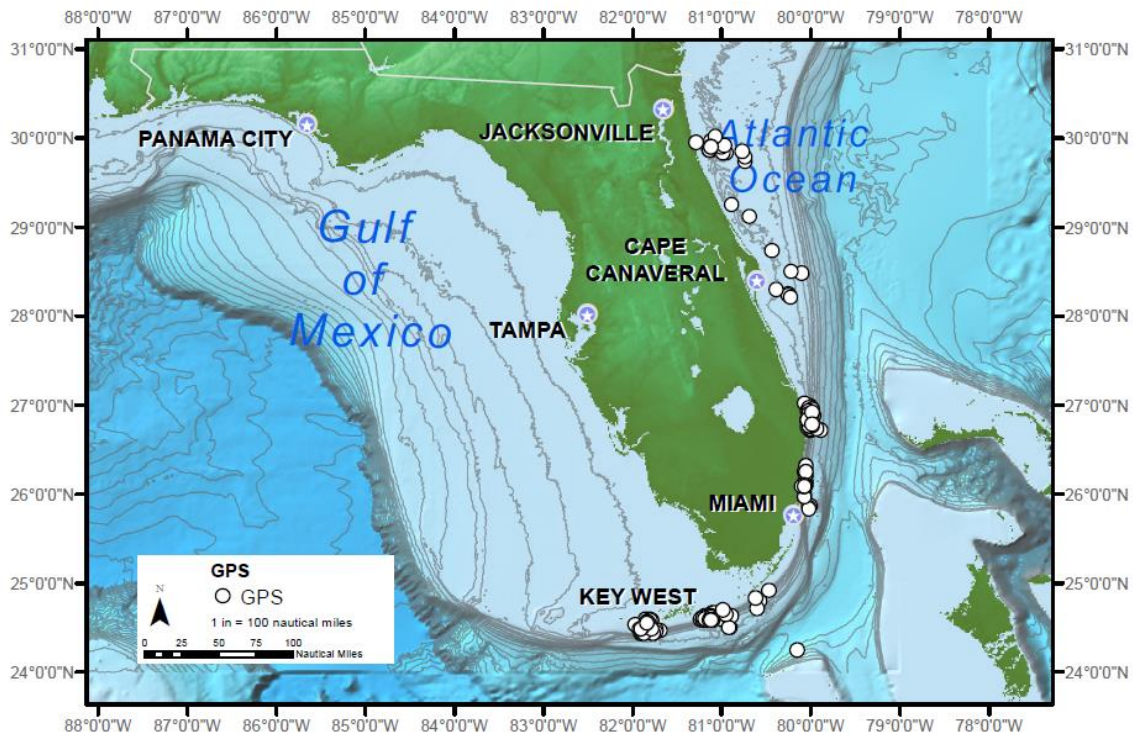 88°0'0"W 87°0'0"W 86°0'0"W 85°0'0"W 84°0'0"W 83°0'0"W 82°0'0"W 81°0'0"W 80°0'0"W 79°0'0"W 78°0'0"W
31°0'0"N 31°0'0"N
30°0'0"N 30°0'0"N
29°0'0"N 29°0'0"N
28°0'0"N 28°0'0"N
27°0'0"N 27°0'0"N
26°0'0"N 26°0'0"N
25°0'0"N 25°0'0"N
24°0'0"N 24°0'0"N
PANAMA CITY
JACKSONVILLE
Atlantic
Ocean
Gulf
of
Mexico
CAPE
CANAVERAL
TAMPA
MIAMI
KEY WEST
GPS
N
GPS
1 in = 100 nautical miles
0 25 50 75 100
Nautical Miles
88°0'0"W 87°0'0"W 86°0'0"W 85°0'0"W 84°0'0"W 83°0'0"W 82°0'0"W 81°0'0"W 80°0'0"W 79°0'0"W 78°0'0"W